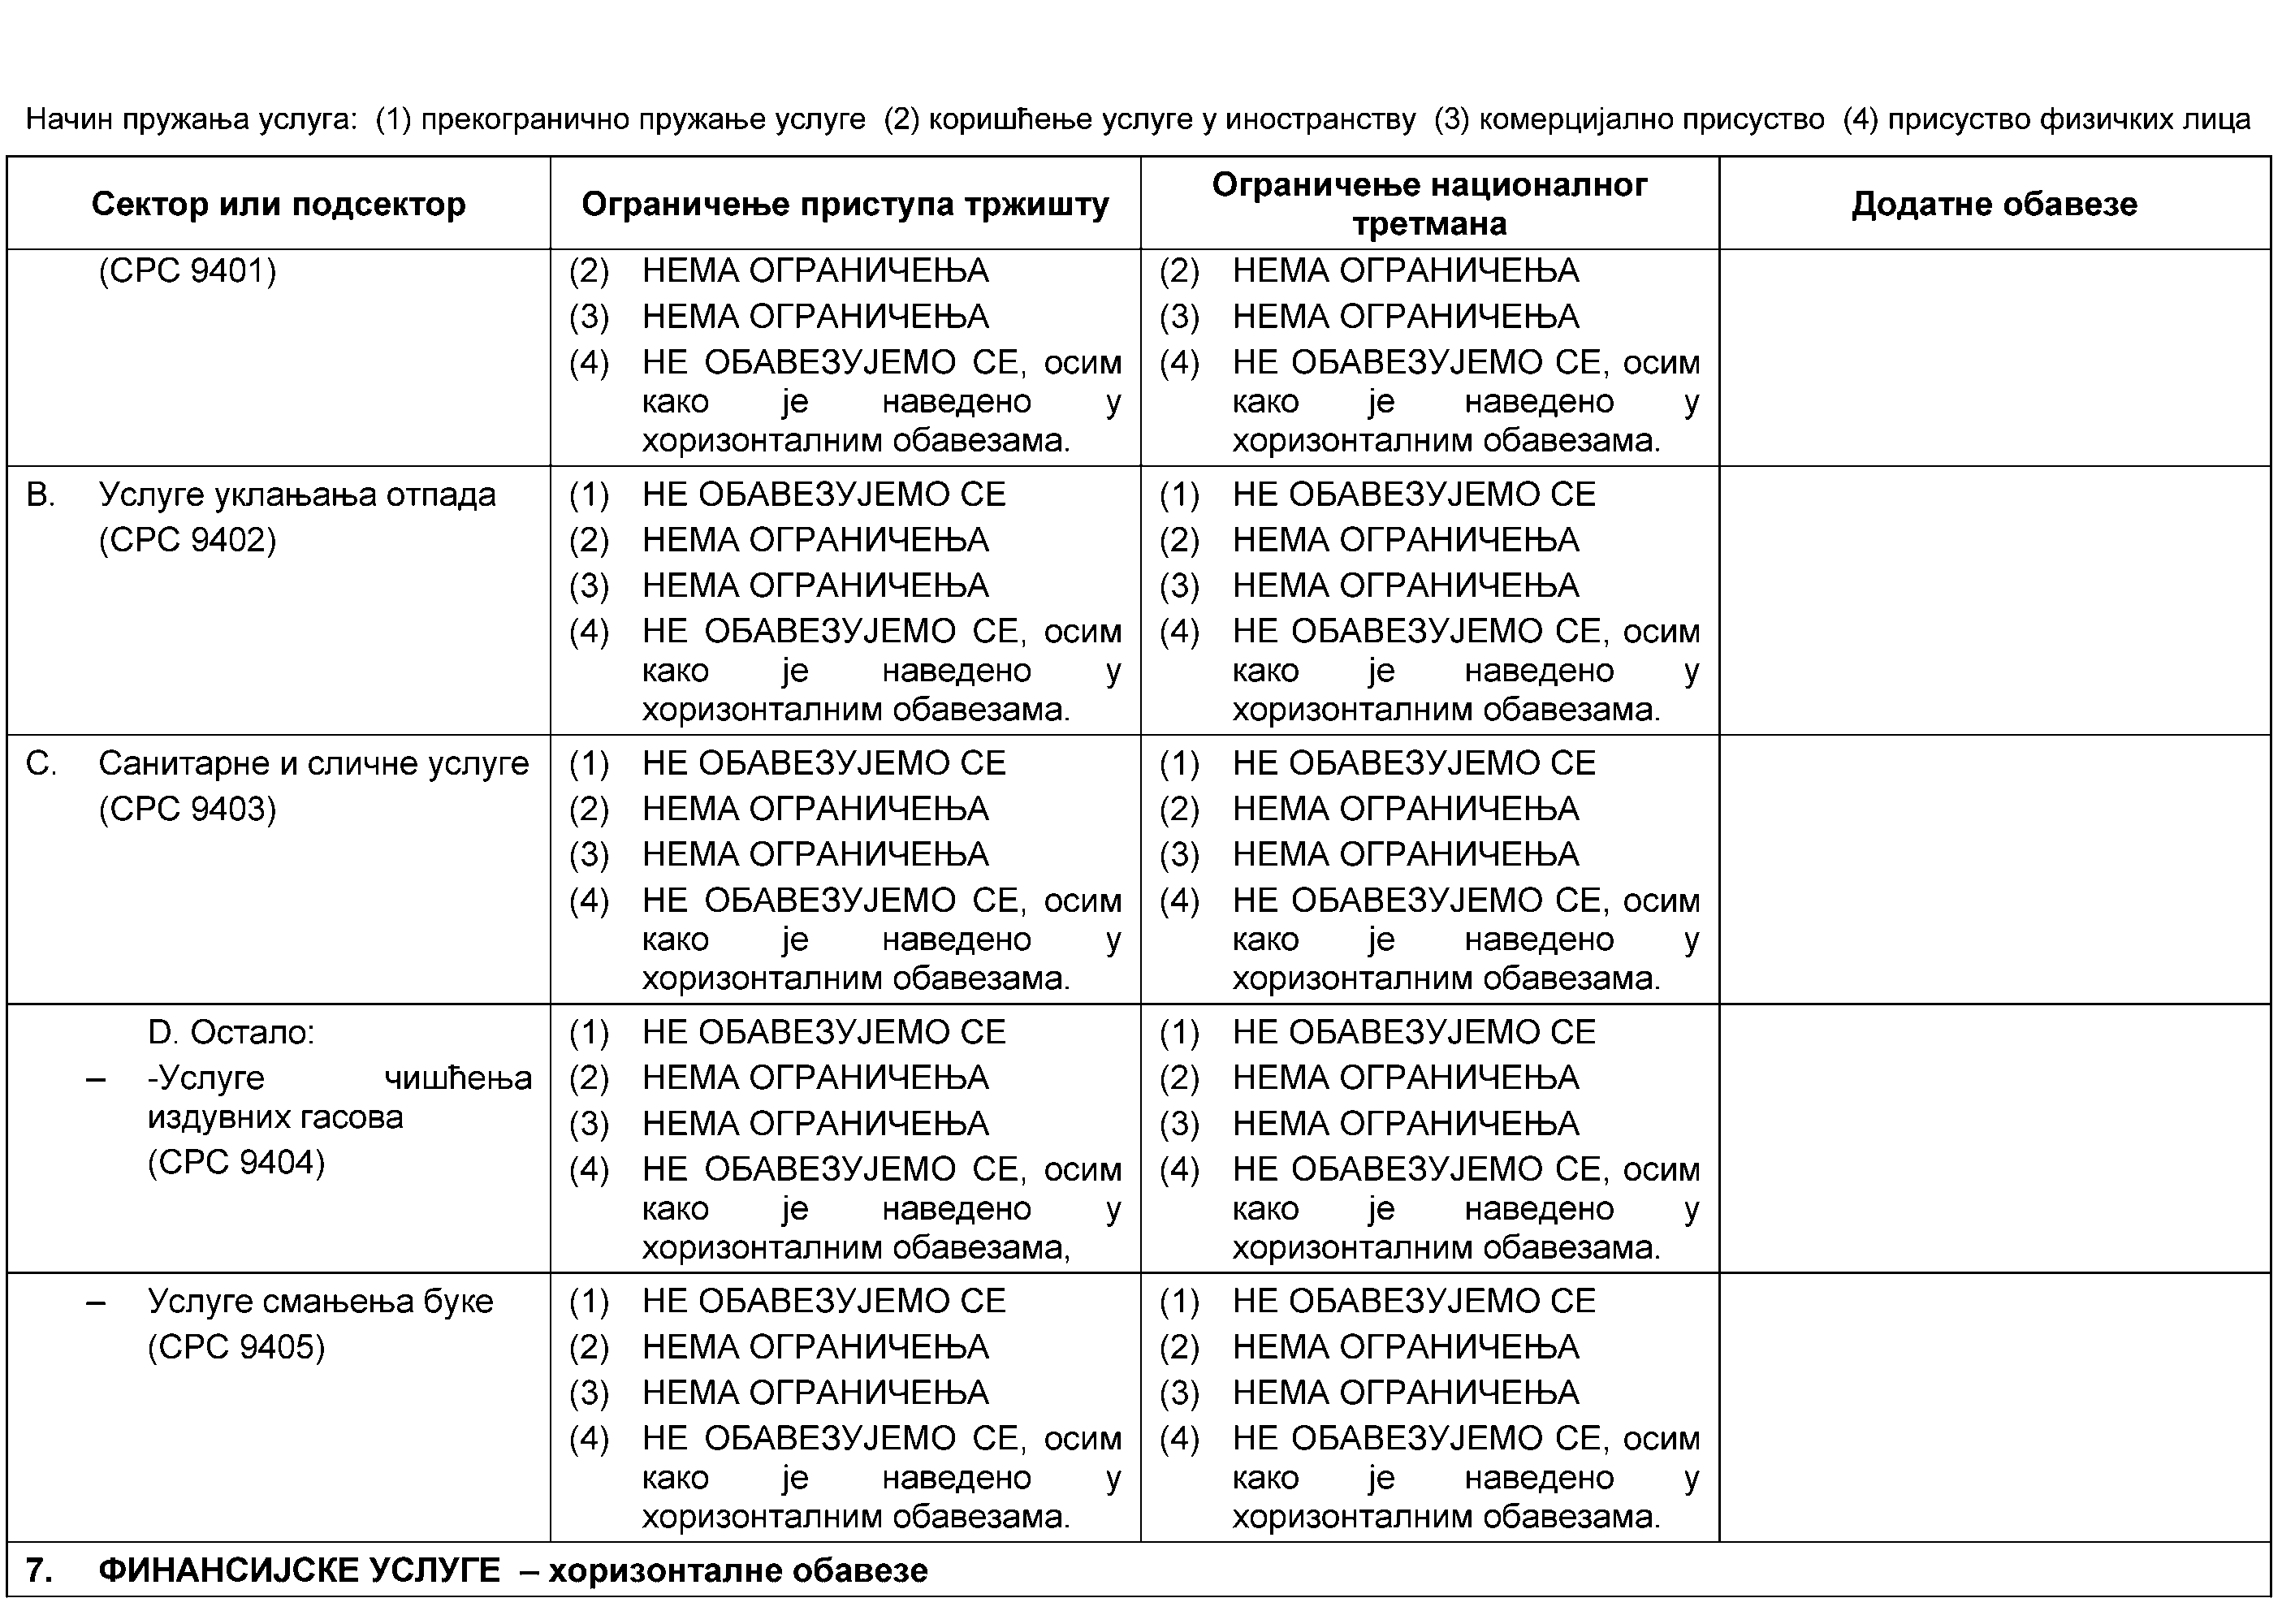 Начин пружања услуга: (1) прекогранично пружање услуге (2) коришћење услуге у иностранству (3) комерцијално присуство (4) присуство физичких лица
Сектор или подсектор
Ограничење приступа тржишту
Ограничење националног
третмана
Додатне обавезе
(CPC 9401)
(2) НЕМА ОГРАНИЧЕЊА
(3) НЕМА ОГРАНИЧЕЊА
(4) НЕ ОБАВЕЗУЈЕМО СЕ, осим
како је наведено у
хоризонталним обавезама.
(2) НЕМА ОГРАНИЧЕЊА
(3) НЕМА ОГРАНИЧЕЊА
(4) НЕ ОБАВЕЗУЈЕМО СЕ, осим
како је наведено у
хоризонталним обавезама.
B. Услуге уклањања отпада
(CPC 9402)
(1) НЕ ОБАВЕЗУЈЕМО СЕ
(2) НЕМА ОГРАНИЧЕЊА
(3) НЕМА ОГРАНИЧЕЊА
(4) НЕ ОБАВЕЗУЈЕМО СЕ, осим
како је наведено у
хоризонталним обавезама.
(1) НЕ ОБАВЕЗУЈЕМО СЕ
(2) НЕМА ОГРАНИЧЕЊА
(3) НЕМА ОГРАНИЧЕЊА
(4) НЕ ОБАВЕЗУЈЕМО СЕ, осим
како је наведено у
хоризонталним обавезама.
C. Санитарне и сличне услуге
(CPC 9403)
(1) НЕ ОБАВЕЗУЈЕМО СЕ
(2) НЕМА ОГРАНИЧЕЊА
(3) НЕМА ОГРАНИЧЕЊА
(4) НЕ ОБАВЕЗУЈЕМО СЕ, осим
како је наведено у
хоризонталним обавезама.
(1) НЕ ОБАВЕЗУЈЕМО СЕ
(2) НЕМА ОГРАНИЧЕЊА
(3) НЕМА ОГРАНИЧЕЊА
(4) НЕ ОБАВЕЗУЈЕМО СЕ, осим
како је наведено у
хоризонталним обавезама.
D. Остало:
– -Услуге чишћења
издувних гасова
(CPC 9404)
(1) НЕ ОБАВЕЗУЈЕМО СЕ
(2) НЕМА ОГРАНИЧЕЊА
(3) НЕМА ОГРАНИЧЕЊА
(4) НЕ ОБАВЕЗУЈЕМО СЕ, осим
како је наведено у
хоризонталним обавезама,
(1) НЕ ОБАВЕЗУЈЕМО СЕ
(2) НЕМА ОГРАНИЧЕЊА
(3) НЕМА ОГРАНИЧЕЊА
(4) НЕ ОБАВЕЗУЈЕМО СЕ, осим
како је наведено у
хоризонталним обавезама.
– Услуге смањења буке
(CPC 9405)
(1) НЕ ОБАВЕЗУЈЕМО СЕ
(2) НЕМА ОГРАНИЧЕЊА
(3) НЕМА ОГРАНИЧЕЊА
(4) НЕ ОБАВЕЗУЈЕМО СЕ, осим
како је наведено у
хоризонталним обавезама.
(1) НЕ ОБАВЕЗУЈЕМО СЕ
(2) НЕМА ОГРАНИЧЕЊА
(3) НЕМА ОГРАНИЧЕЊА
(4) НЕ ОБАВЕЗУЈЕМО СЕ, осим
како је наведено у
хоризонталним обавезама.
7. ФИНАНСИЈСКЕ УСЛУГЕ – хоризонталне обавезе